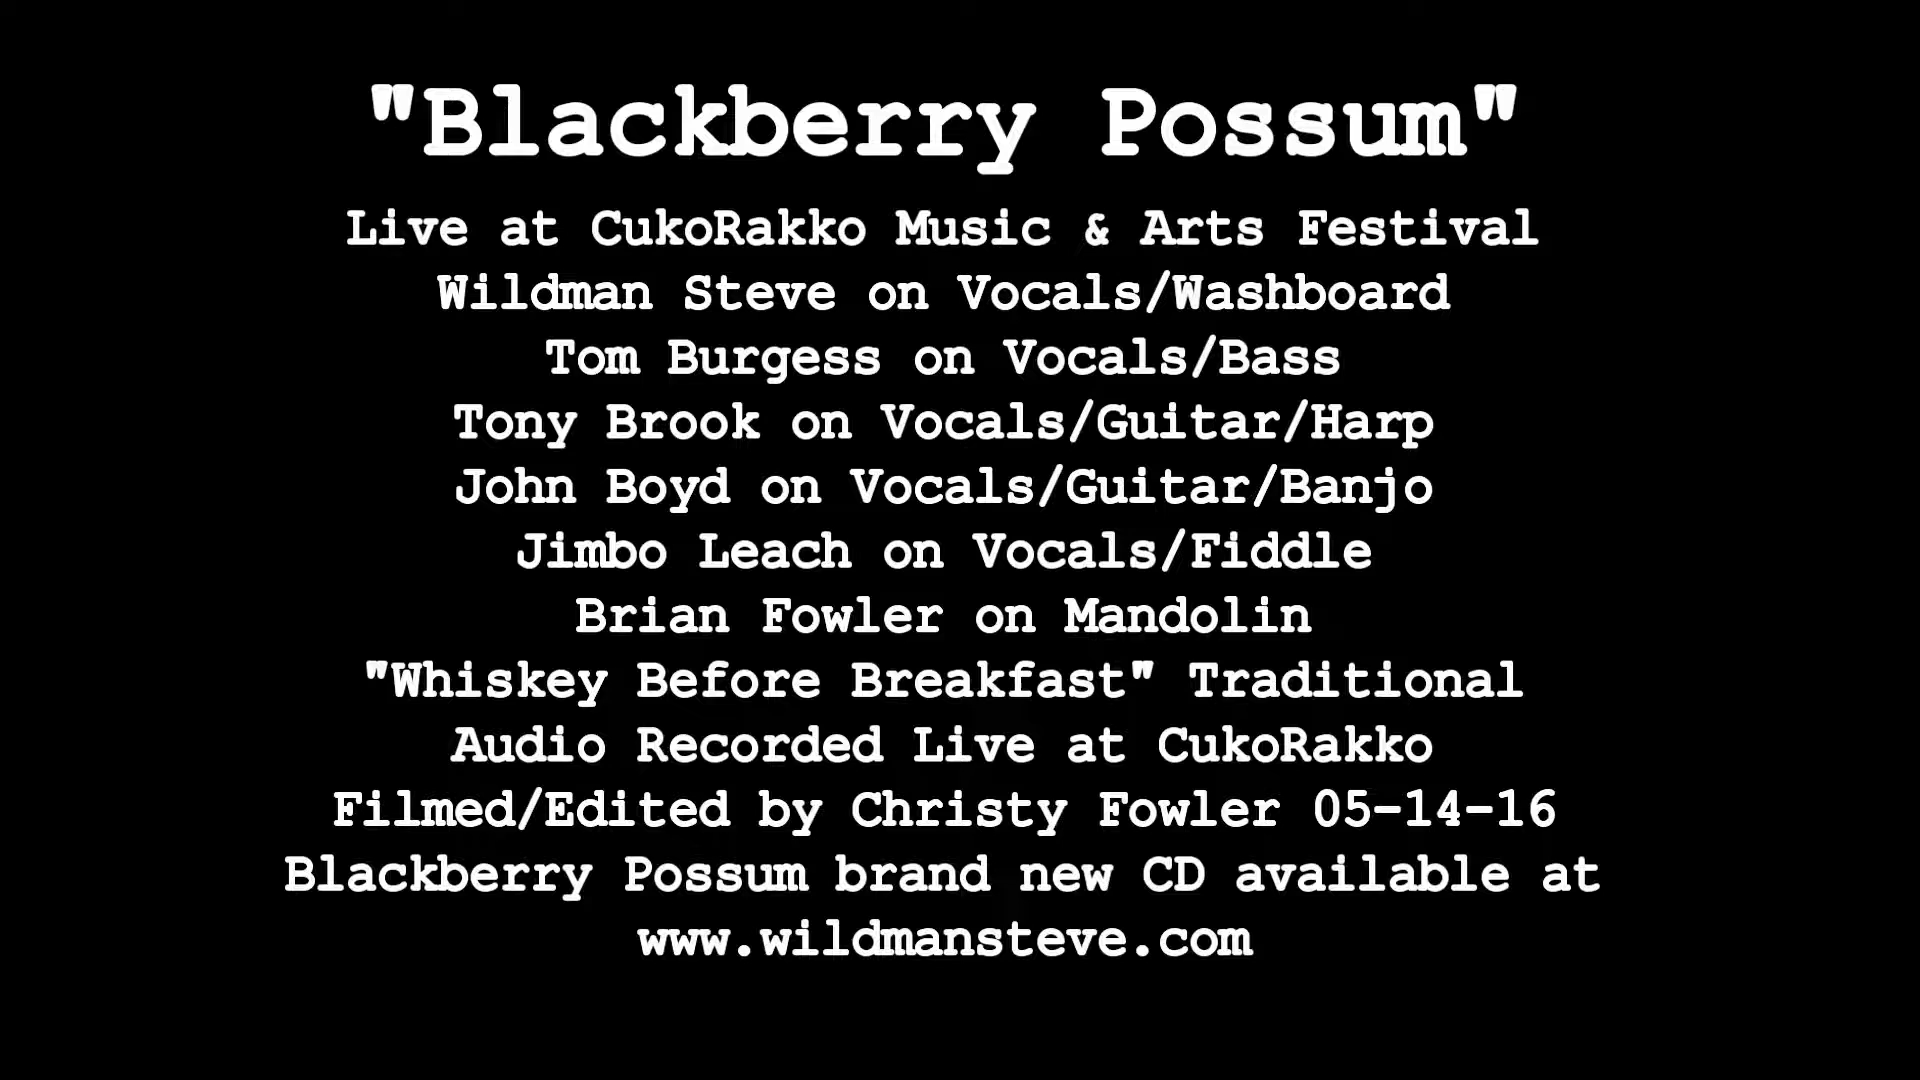 "Blackberry Possum"
Live at CukoRakko Music & Arts Festival
Wildman Steve on Vocals/Washboard
Tom Burgess on Vocals/Bass
Tony Brook on Vocals/Guitar/Harp
John Boyd on Vocals/Guitar/Banjo
Jimbo Leach on Vocals/Fiddle
Brian Fowler on Mandolin
"Whiskey Before Breakfast" Traditional
Audio Recorded Live at CukoRakko
Filmed/Edited by Christy Fowler 05-14-16
Blackberry Possum brand new CD available at
www.wildmansteve.com